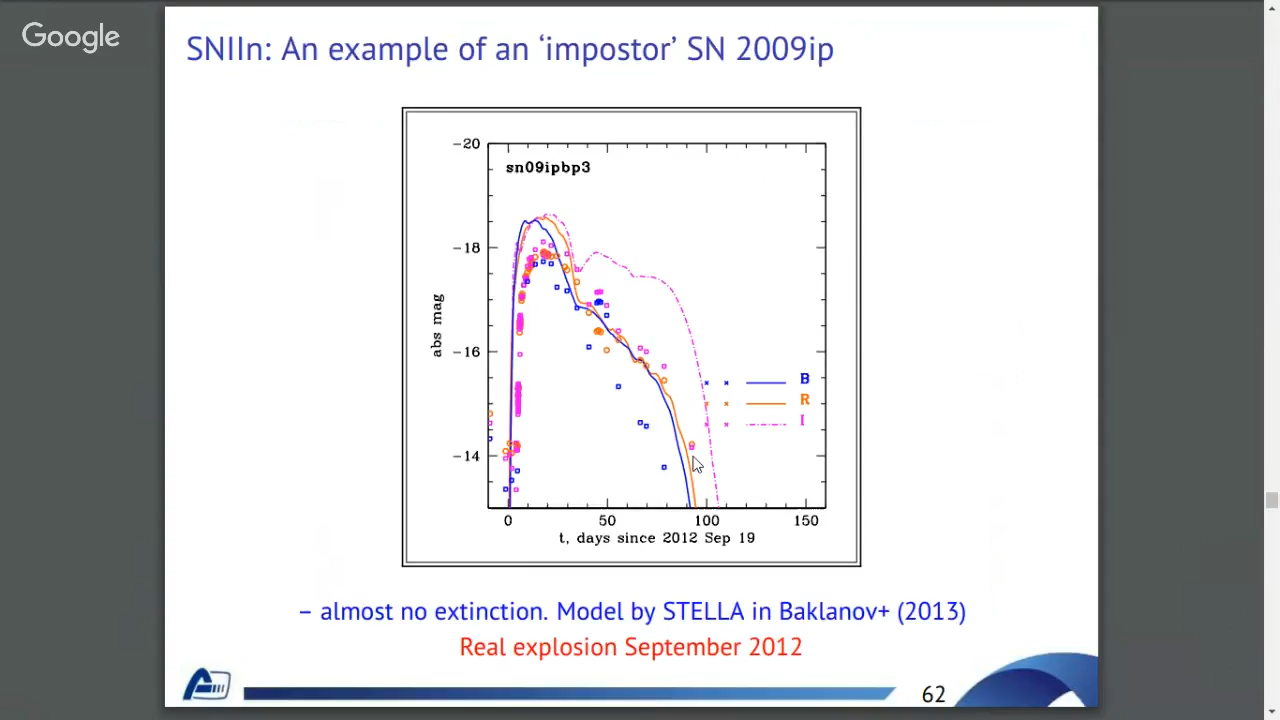 Google
SNIIn: An example of an ‘impostor’ SN 2009ip
sn09ipbp3
−20
−18
−16
−14
abs mag
B
R
I
0 50 100 150
t, days since 2012 Sep 19
– almost no extinction. Model by STELLA in Baklanov+ (2013)
Real explosion September 2012
62